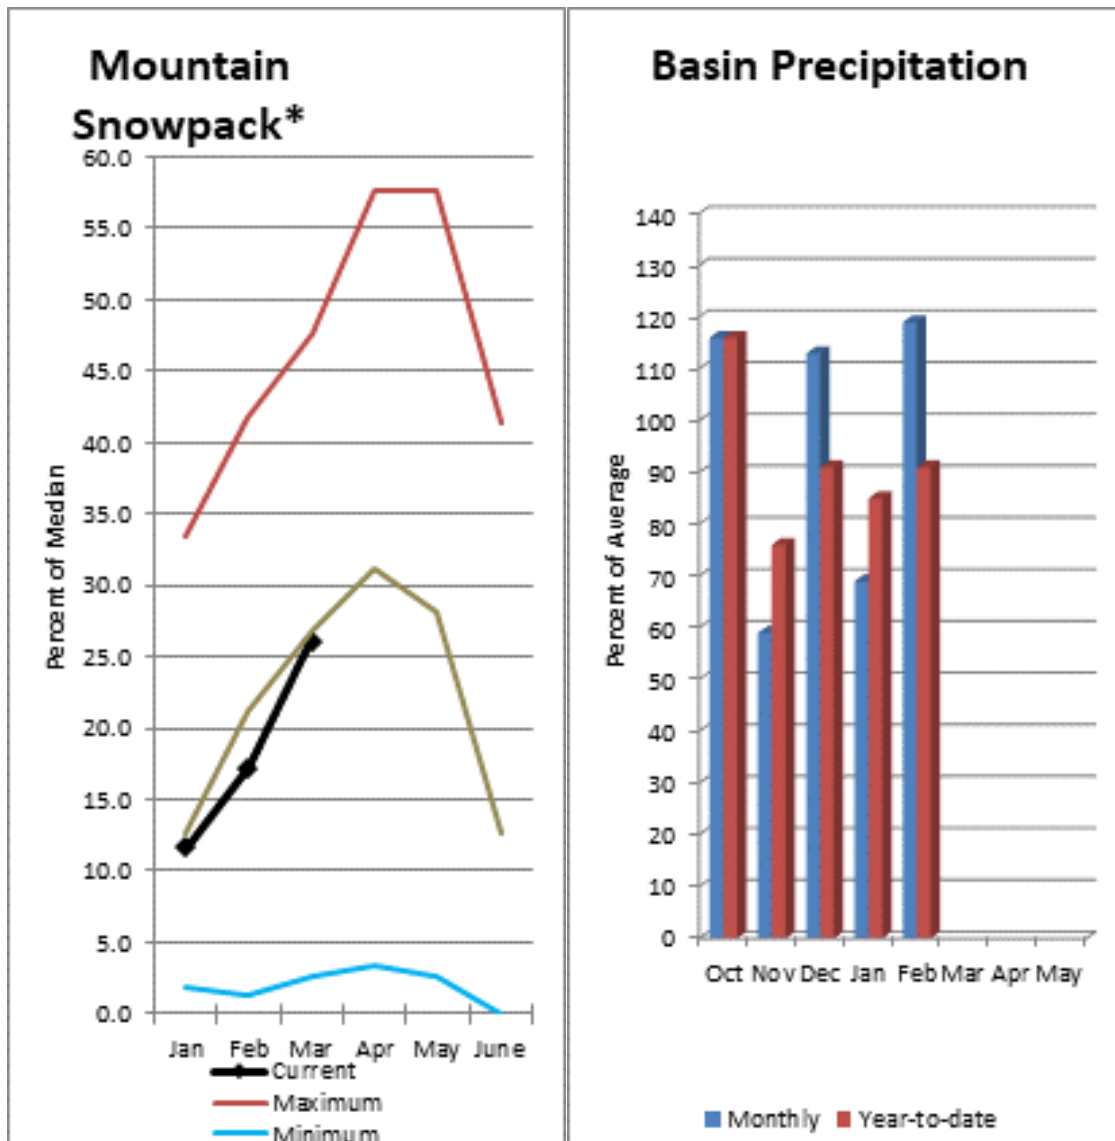 Mountain
Snowpack*
60.0
55.0
50.0
45.0
40.0
35.0
30.0
25.0
20.0
15.0
10.0
5.0
0.0
Percent of Median
Jan Feb Mar Apr May June
Current
Maximum
Minimum
Basin Precipitation
140
130
120
110
100
90
80
70
60
50
40
30
20
10
0
Percent of Average
Oct Nov Dec Jan Feb Mar Apr May
Monthly Year-to-date